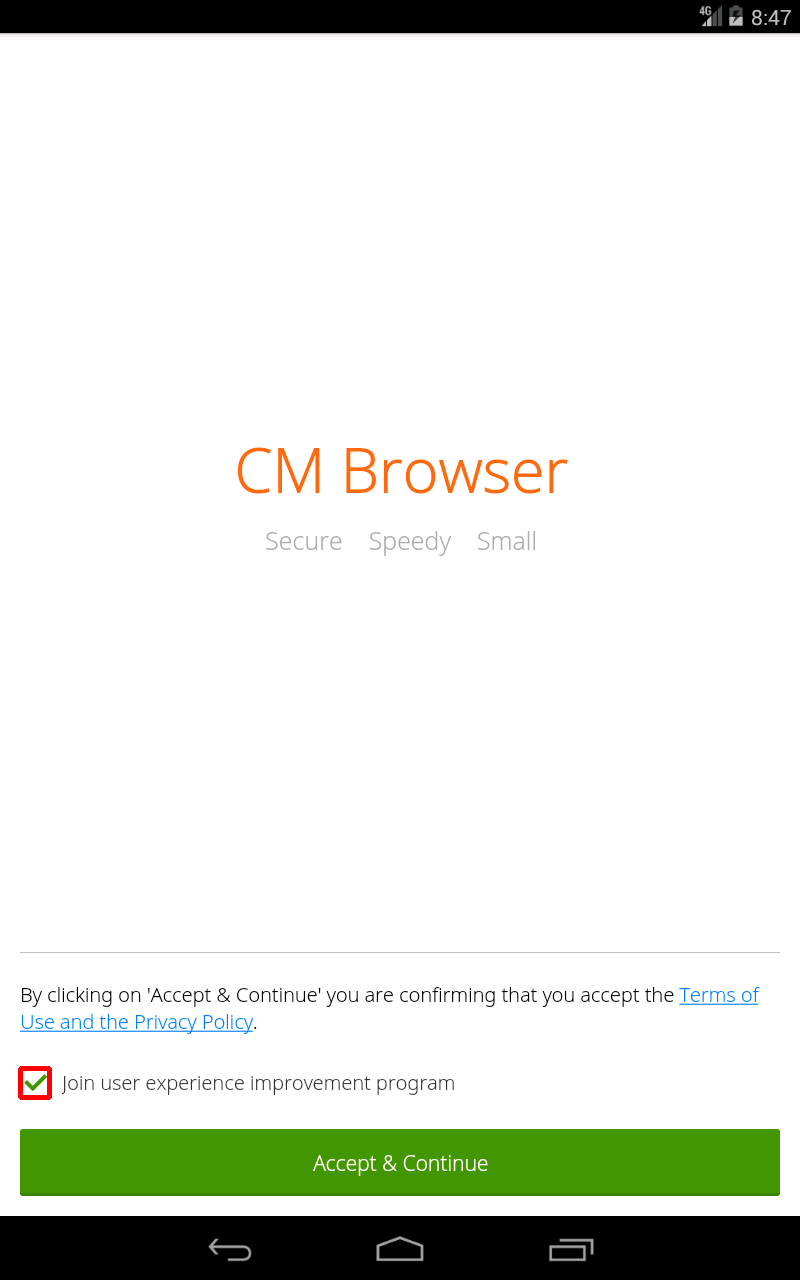 4G 8:47
CM Browser
Secure Speedy Small
By clicking on 'Accept & Continue' you are confirming that you accept the Terms of
Use and the Privacy Policy.
Join user experience improvement program
Accept & Continue